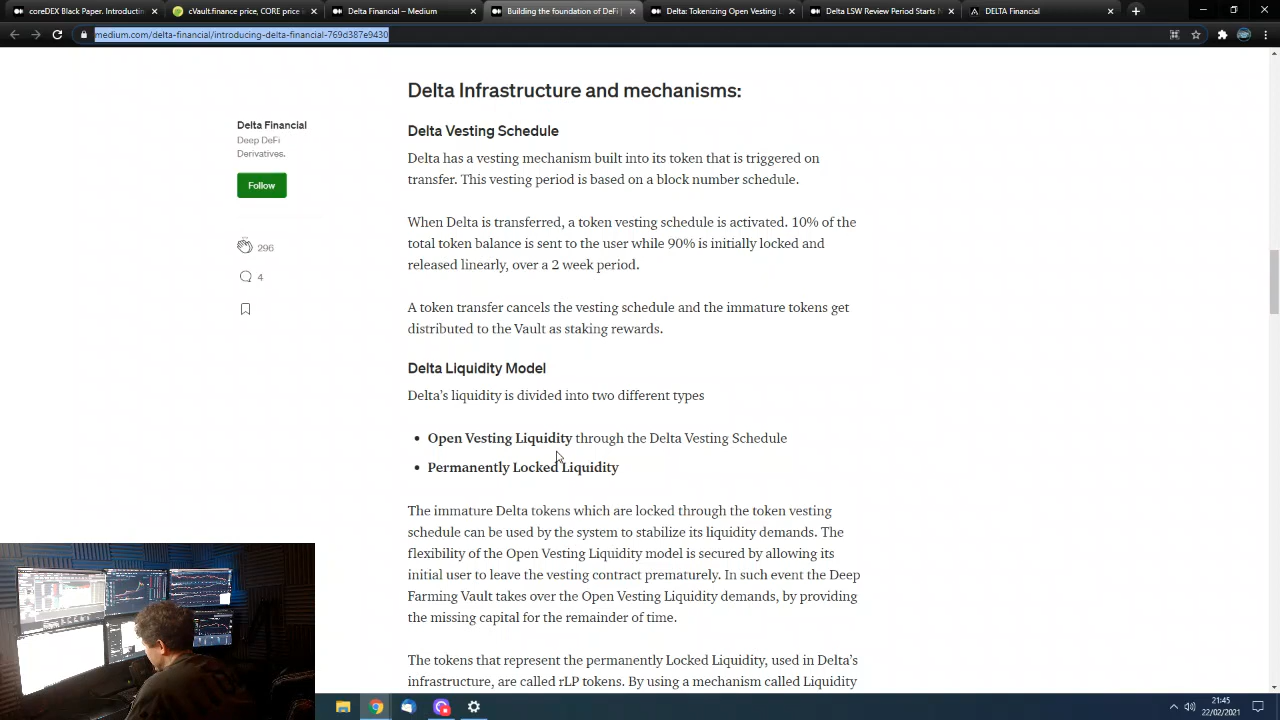 coreDEX Black Paper. Introducin
cVault.finance price
Delta Financial – Medium
Building the foundation of DeFi
Delta: Tokenizing Open Vesting L
Delta LSW Review Period Starts N
DELTA Financial
medium.com/delta-financial/introducing-delta-financial-769d387e9430
Delta Infrastructure and mechanisms:
Delta Financial
Deep DeFi
Derivatives.
Follow
296
4
Delta Vesting Schedule
Delta has a vesting mechanism built into its token that is triggered on
transfer. This vesting period is based on a block number schedule.
When Delta is transferred, a token vesting schedule is activated. 10% of the
total token balance is sent to the user while 90% is initially locked and
released linearly, over a 2 week period.
A token transfer cancels the vesting schedule and the immature tokens get
distributed to the Vault as staking rewards.
Delta Liquidity Model
Delta's liquidity is divided into two different types
• Open Vesting Liquidity through the Delta Vesting Schedule
• Permanently Locked Liquidity
The immature Delta tokens which are locked through the token vesting
schedule can be used by the system to stabilize its liquidity demands. The
flexibility of the Open Vesting Liquidity model is secured by allowing its
initial user to leave the vesting contract prematurely. In such event the Deep
Farming Vault takes over the Open Vesting Liquidity demands, by providing
the missing capital for the remainder of time.
The tokens that represent the permanently Locked Liquidity, used in Delta's
infrastructure, are called rLP tokens. By using a mechanism called Liquidity
21:45
22/02/2021